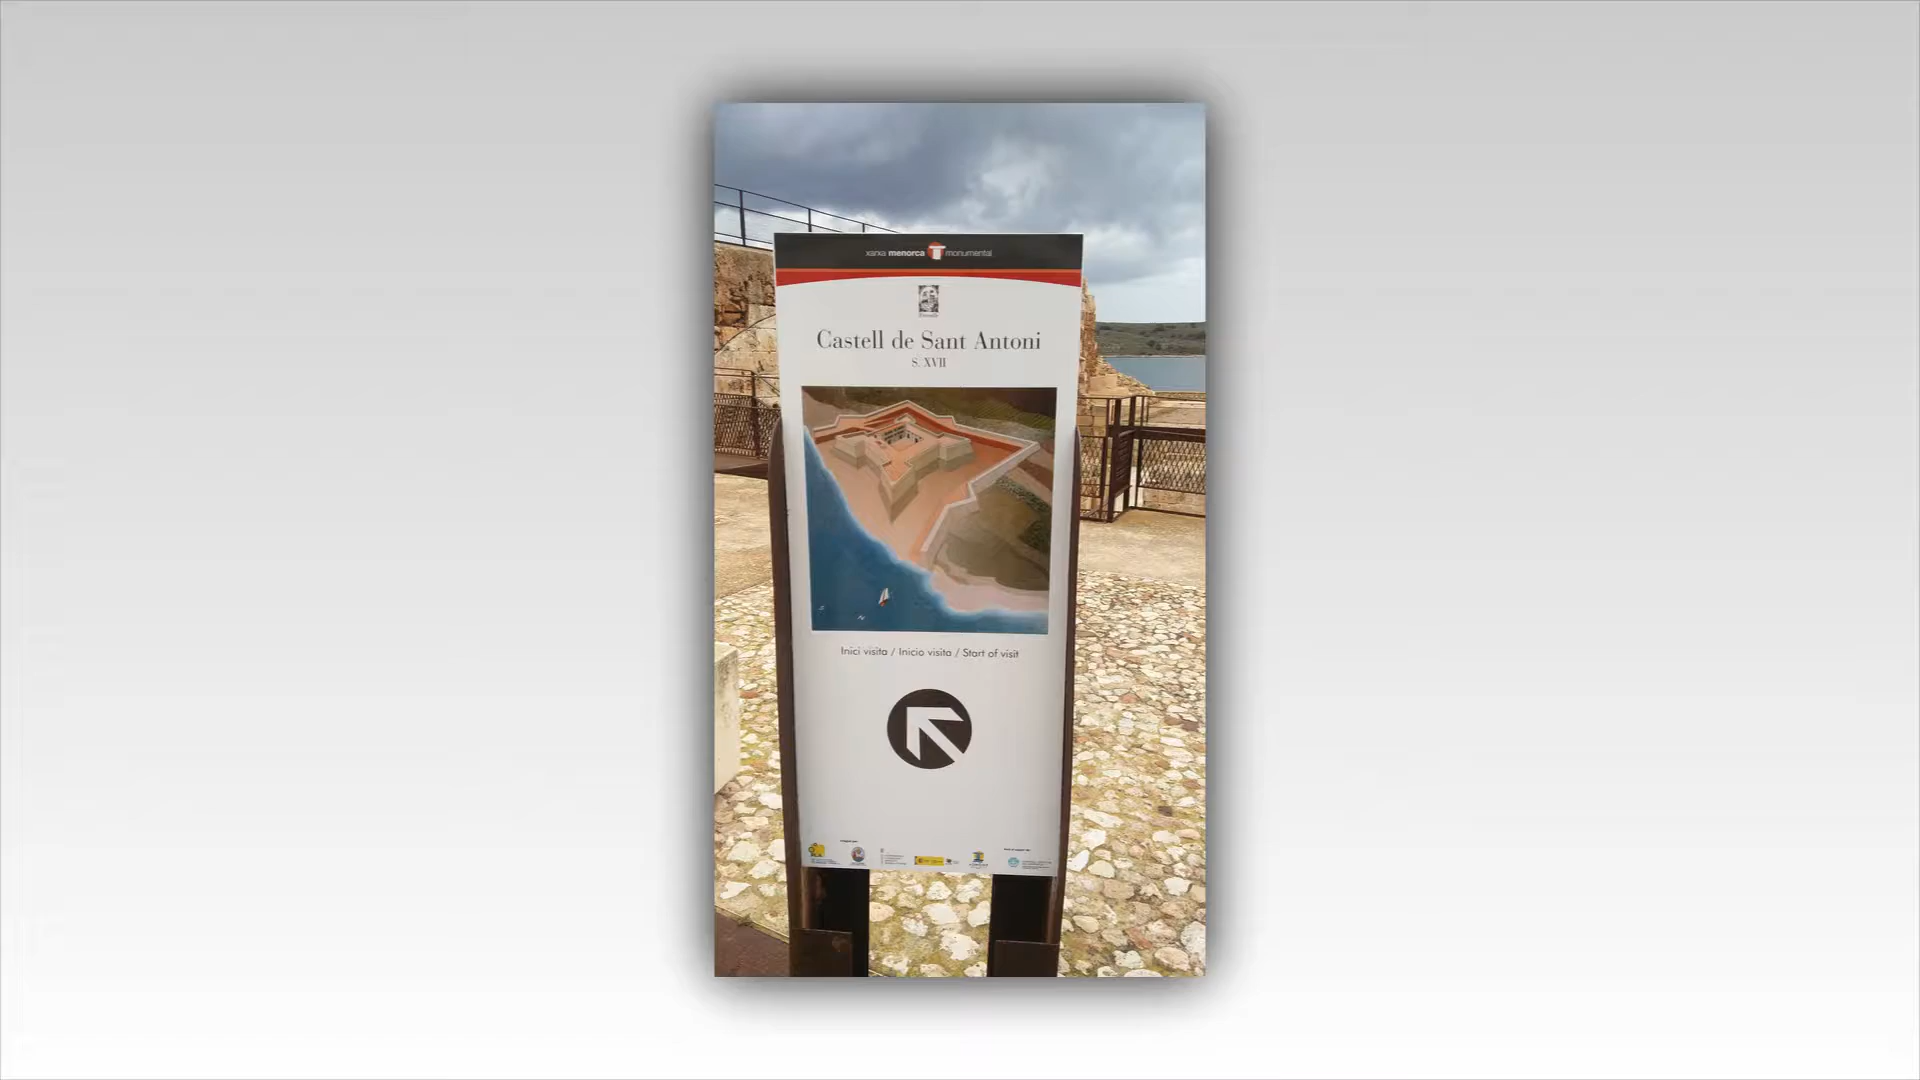 xarxa menorca monumental
Castell de Sant Antoni
S. XVII
Inici visita / Inicio visita / Start of visit